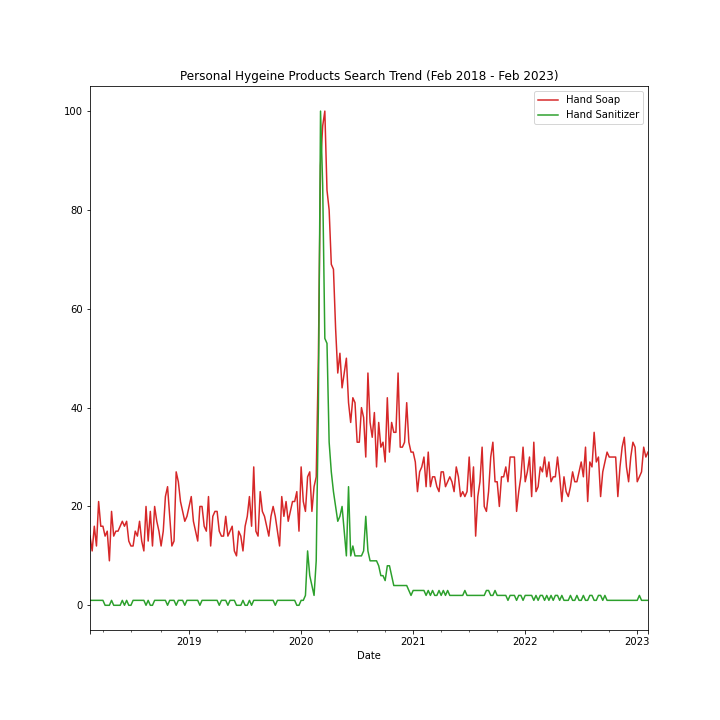 Personal Hygeine Products Search Trend (Feb 2018 - Feb 2023)
Hand Soap
Hand Sanitizer
100
80
60
40
20
0
2019 2020 2021 2022 2023
Date